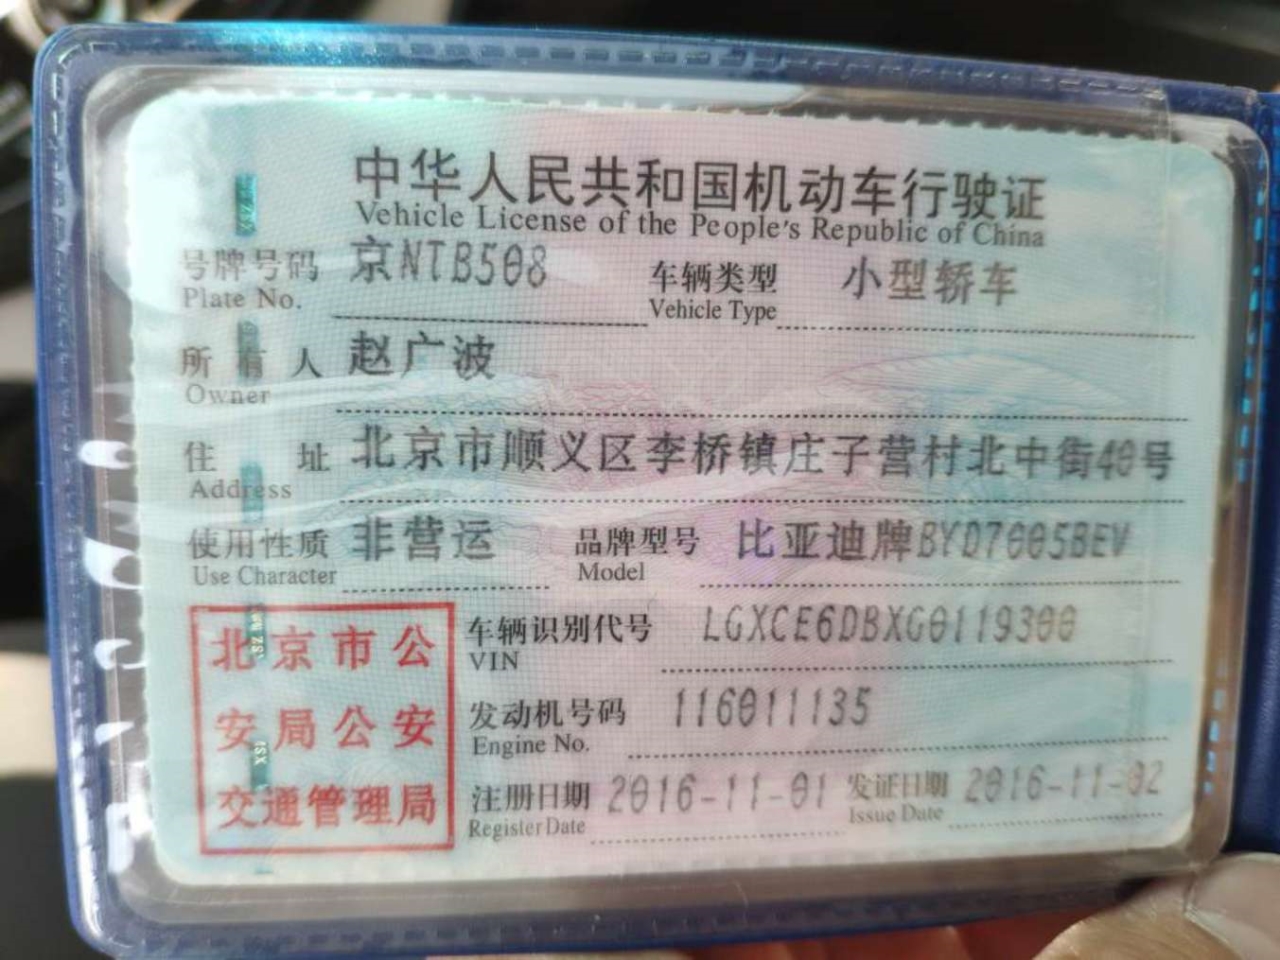 中华人民共和国机动车行驶证
Vehicle License of the People's Republic of China
号牌号码 京NTB508 车辆类型 小型轿车
Plate No. Vehicle Type
所有人 赵广波
Owner
住址 北京市顺义区李桥镇庄子营村北中街40号
Address
使用性质 非营运 品牌型号 比亚迪牌BYD7005BEV
Use Character Model
北京市公
安局公安
交通管理局
车辆识别代号 LGXCE6DBXG0119300
VIN
发动机号码 116011135
Engine No.
注册日期 2016-11-01 发证日期 2016-11-02
Register Date Issue Date